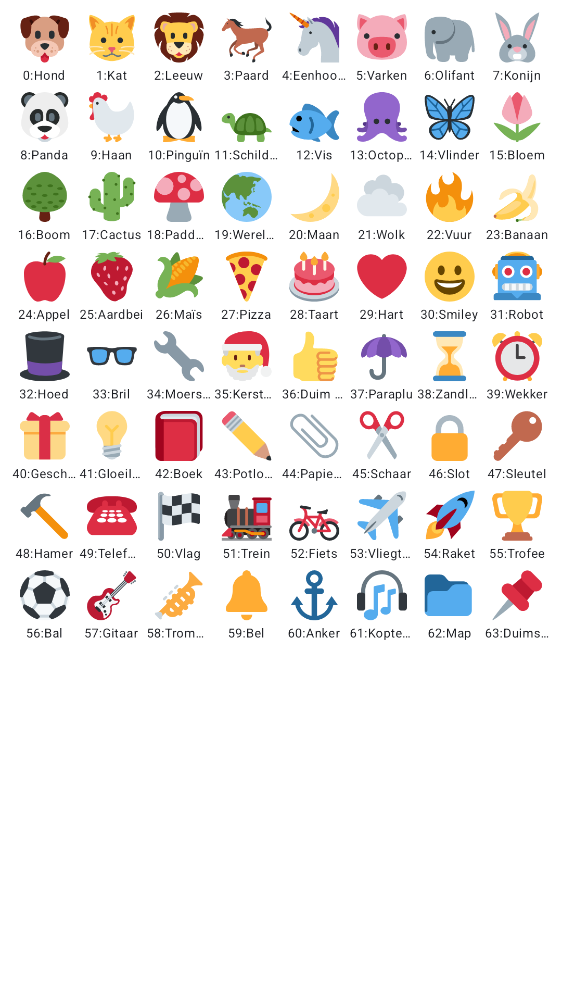 0:Hond 1:Kat 2:Leeuw 3:Paard 4:Eenhoo... 5:Varken 6:Olifant 7:Konijn
8:Panda 9:Haan 10:Pinguïn 11:Schild... 12:Vis 13:Octop... 14:Vlinder 15:Bloem
16:Boom 17:Cactus 18:Padd... 19:Werel... 20:Maan 21:Wolk 22:Vuur 23:Banaan
24:Appel 25:Aardbei 26:Maïs 27:Pizza 28:Taart 29:Hart 30:Smiley 31:Robot
32:Hoed 33:Bril 34:Moers... 35:Kerst... 36:Duim ... 37:Paraplu 38:Zandl... 39:Wekker
40:Gesch... 41:Gloeil... 42:Boek 43:Potlo... 44:Papie... 45:Schaar 46:Slot 47:Sleutel
48:Hamer 49:Telef... 50:Vlag 51:Trein 52:Fiets 53:Vliegt... 54:Raket 55:Trofee
56:Bal 57:Gitaar 58:Trom... 59:Bel 60:Anker 61:Kopte... 62:Map 63:Duims...